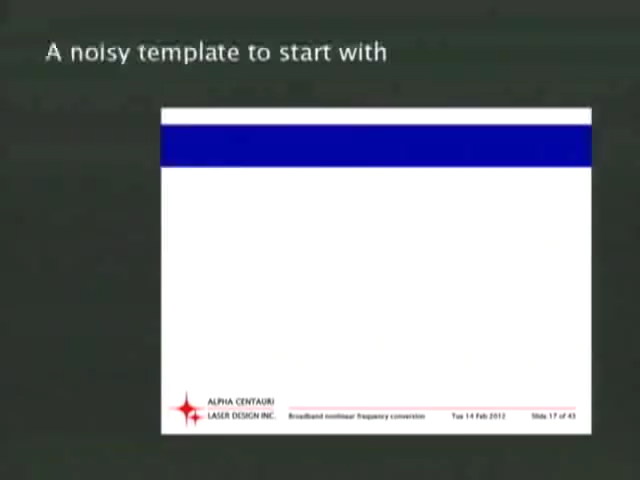 A noisy template to start with
ALPHA CENTAURI
LASER DESIGN INC.
Broadband nonlinear frequency conversion
Tue 14 Feb 2012
Slide 17 of 43